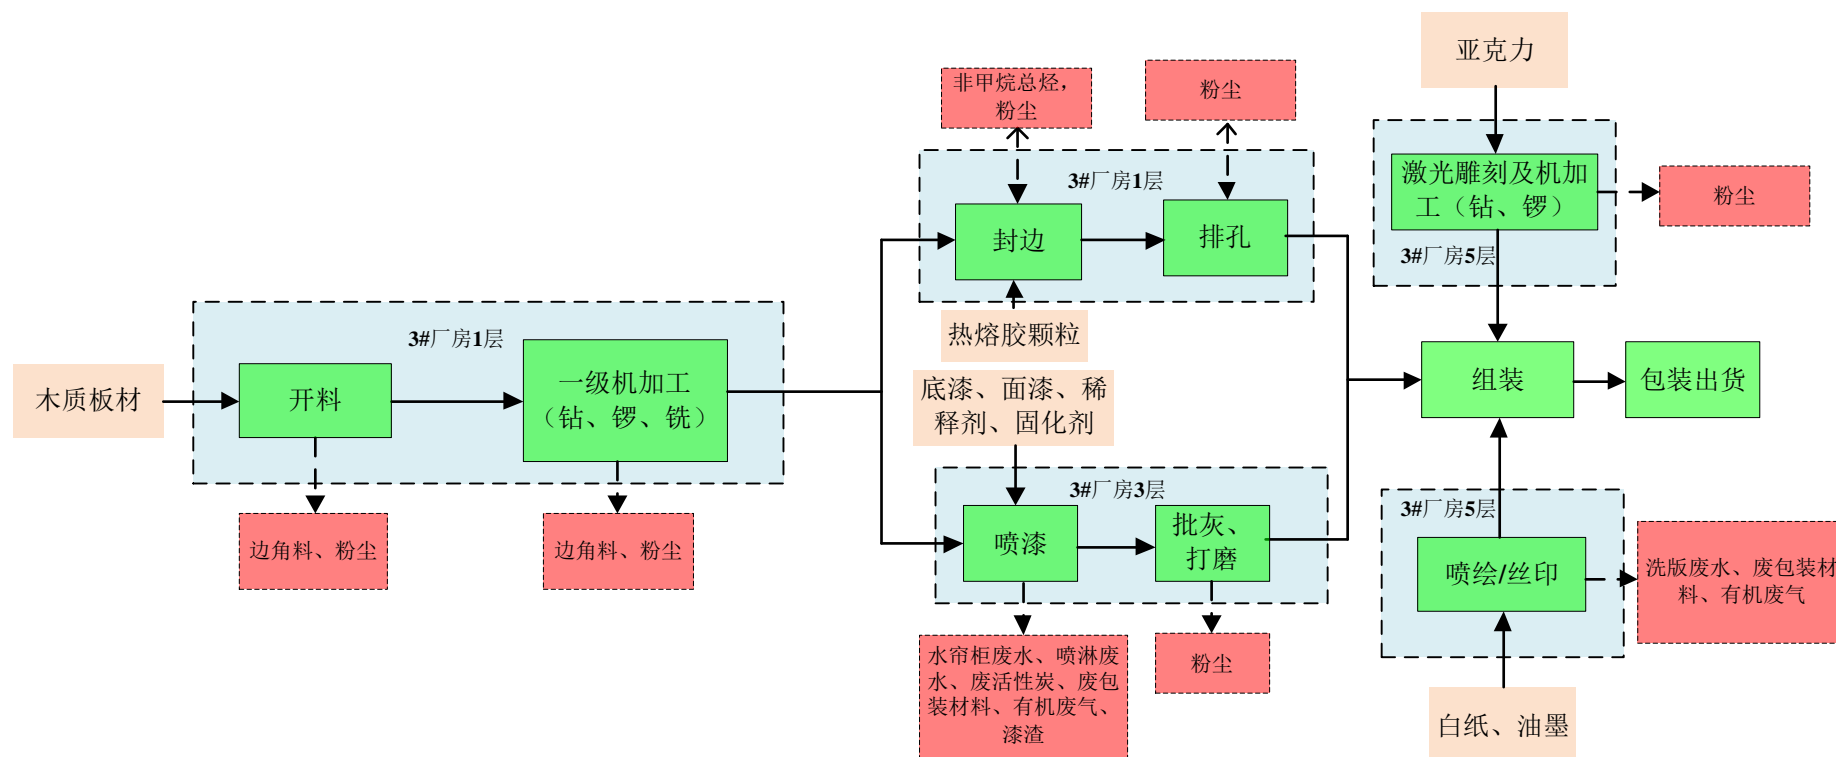 木质板材
3#厂房1层
开料
一级机加工
（钻、锣、铣）
边角料、粉尘
边角料、粉尘
非甲烷总烃，
粉尘
粉尘
3#厂房1层
封边
排孔
热熔胶颗粒
底漆、面漆、稀
释剂、固化剂
3#厂房3层
喷漆
批灰、
打磨
水帘柜废水、喷淋废
水、废活性炭、废包
装材料、有机废气、
漆渣
粉尘
亚克力
激光雕刻及机加
工（钻、锣）
3#厂房5层
粉尘
组装
包装出货
3#厂房5层
喷绘/丝印
洗版废水、废包装材
料、有机废气
白纸、油墨